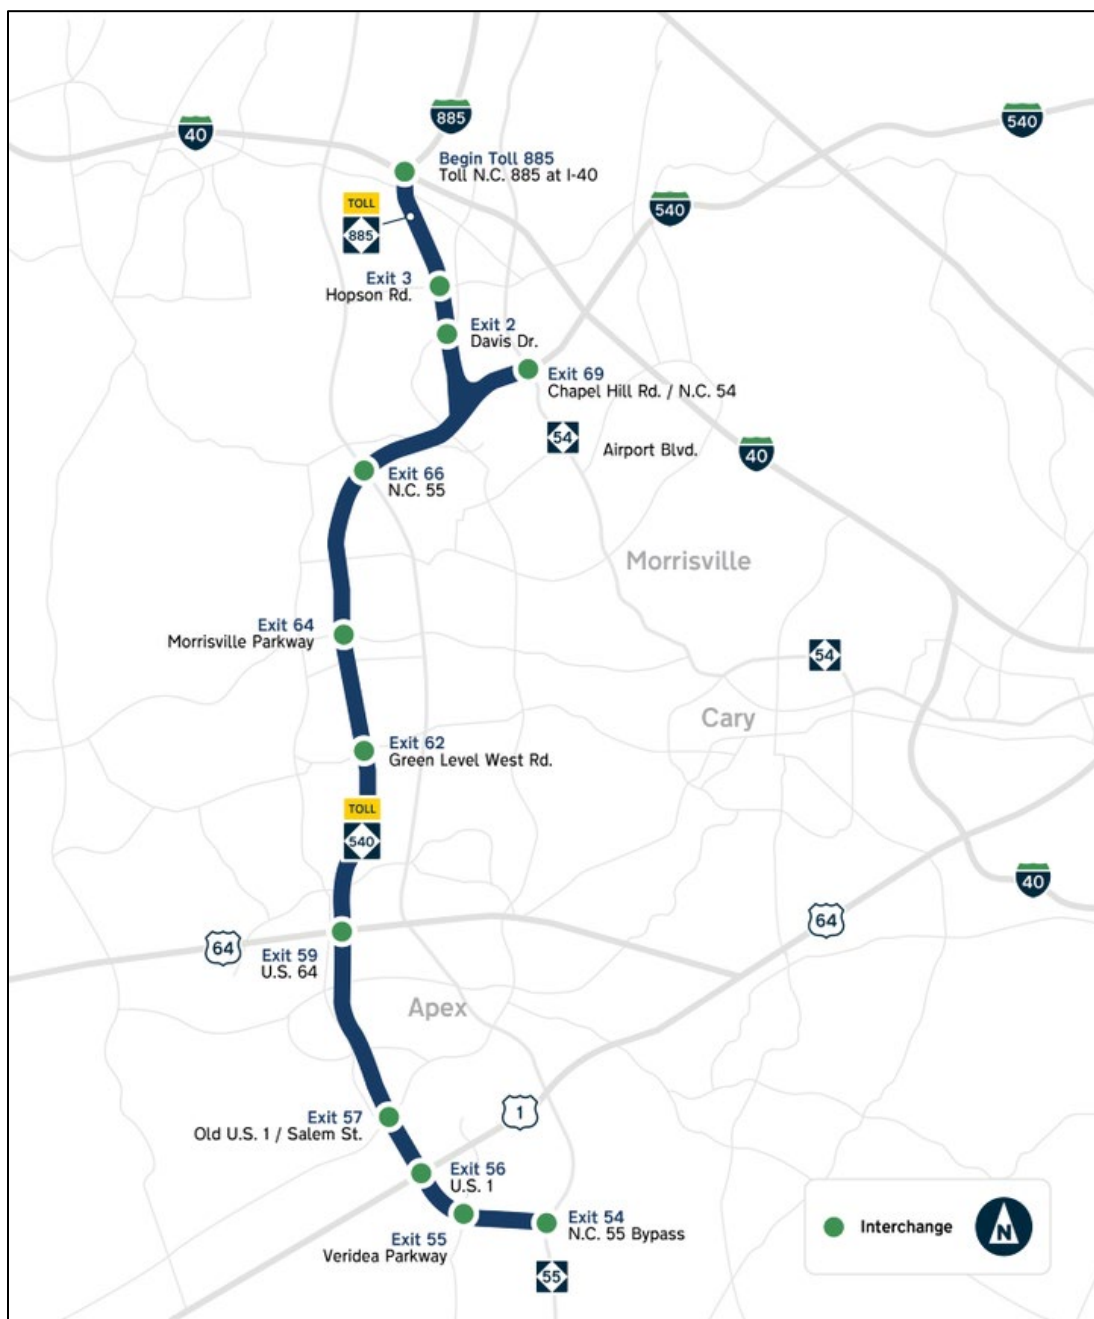 885
40
540
Begin Toll 885
Toll N.C. 885 at I-40
TOLL
885
540
Exit 3
Hopson Rd.
Exit 2
Davis Dr.
Exit 69
Chapel Hill Rd. / N.C. 54
54
Airport Blvd.
40
Exit 66
N.C. 55
Morrisville
Exit 64
Morrisville Parkway
54
Cary
Exit 62
Green Level West Rd.
TOLL
540
40
64
64
Exit 59
U.S. 64
Apex
1
Exit 57
Old U.S. 1 / Salem St.
Exit 56
U.S. 1
Exit 55
Veridea Parkway
Exit 54
N.C. 55 Bypass
55
Interchange
N